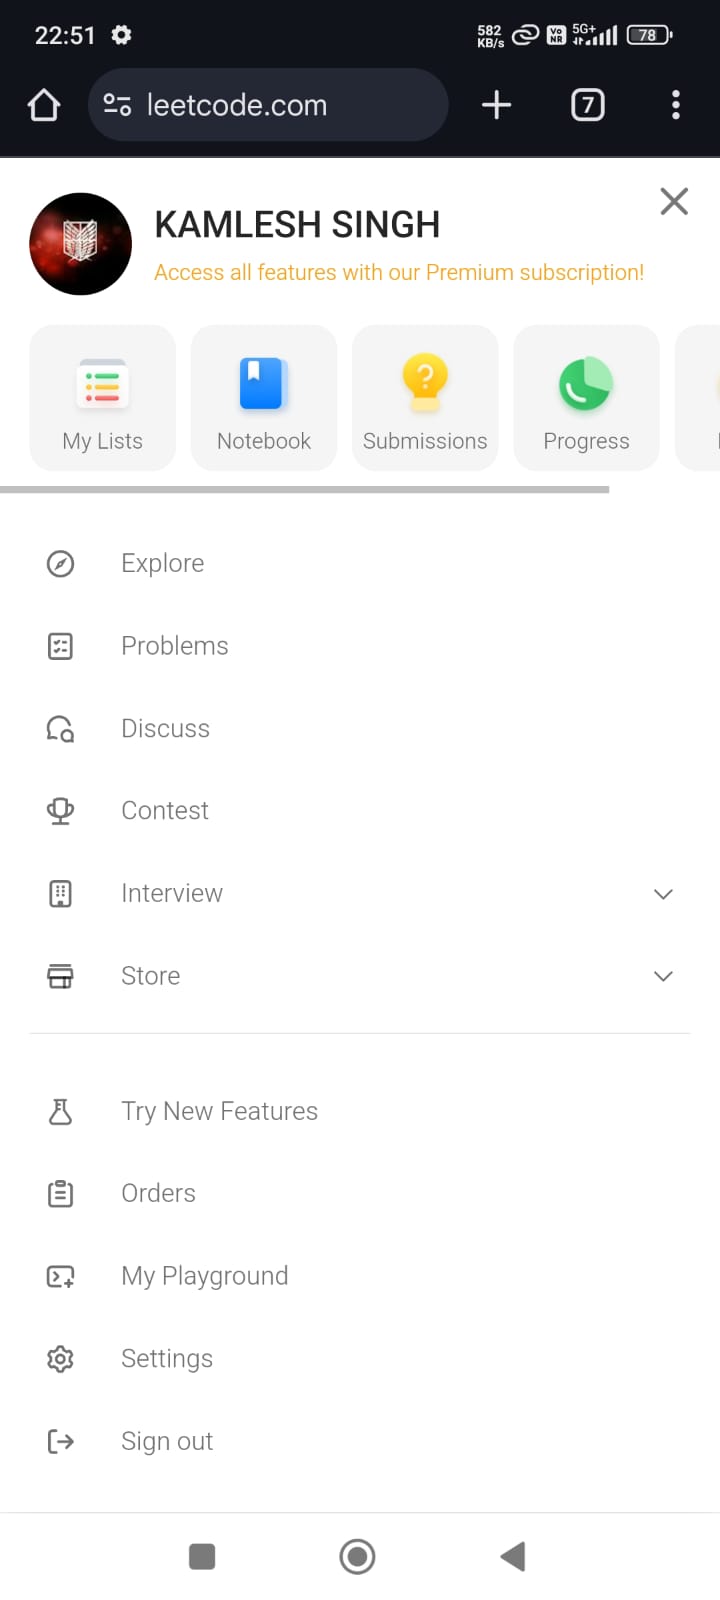 22:51
582
KB/s
Vo
NR
5G+
78
leetcode.com
7
KAMLESH SINGH
Access all features with our Premium subscription!
My Lists
Notebook
Submissions
Progress
Explore
Problems
Discuss
Contest
Interview
Store
Try New Features
Orders
My Playground
Settings
Sign out